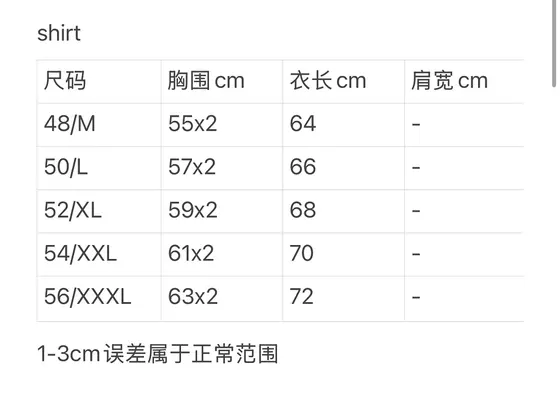 shirt
尺码 胸围cm 衣长cm 肩宽cm
48/M 55x2 64 -
50/L 57x2 66 -
52/XL 59x2 68 -
54/XXL 61x2 70 -
56/XXXL 63x2 72 -
1-3cm误差属于正常范围